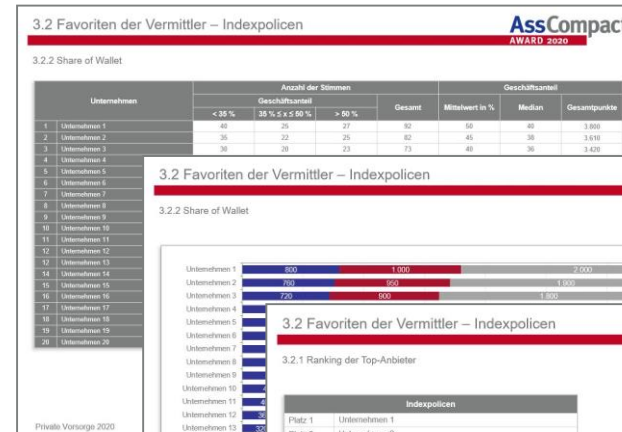 3.2 Favoriten der Vermittler – Indexpolicen
AssCompact
AWARD 2020
3.2.2 Share of Wallet
Unternehmen
Anzahl der Stimmen
Geschäftsanteil
Geschäftsanteil
Gesamt
Mittelwert in %
Median
Gesamtpunkte
< 35 %
35 % ≤ x ≤ 50 %
> 50 %
1 Unternehmen 1 40 25 27 92 50 40 3.800
2 Unternehmen 2 35 22 25 82 45 38 3.610
3 Unternehmen 3 30 20 23 73 40 36 3.420
4 Unternehmen 4
5 Unternehmen 5
6 Unternehmen 6
7 Unternehmen 7
8 Unternehmen 8
9 Unternehmen 9
10 Unternehmen 10
11 Unternehmen 11
12 Unternehmen 12
12 Unternehmen 13
14 Unternehmen 14
15 Unternehmen 15
16 Unternehmen 16
17 Unternehmen 17
18 Unternehmen 18
19 Unternehmen 19
20 Unternehmen 20
Private Vorsorge 2020
3.2 Favoriten der Vermittler – Indexpolicen
3.2.2 Share of Wallet
Unternehmen 1 800 1.000 2.000
Unternehmen 2 760 950 1.900
Unternehmen 3 720 900 1.800
Unternehmen 4
Unternehmen 5
Unternehmen 6
Unternehmen 7
Unternehmen 8
Unternehmen 9
Unternehmen 10
Unternehmen 11
Unternehmen 12
Unternehmen 13
3.2 Favoriten der Vermittler – Indexpolicen
3.2.1 Ranking der Top-Anbieter
Indexpolicen
Platz 1 Unternehmen 1